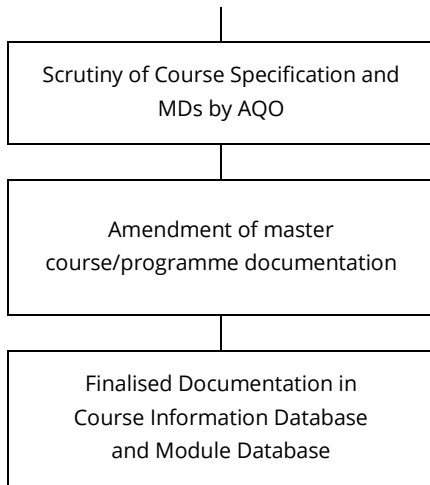 Scrutiny of Course Specification and
MDs by AQO
Amendment of master
course/programme documentation
Finalised Documentation in
Course Information Database
and Module Database